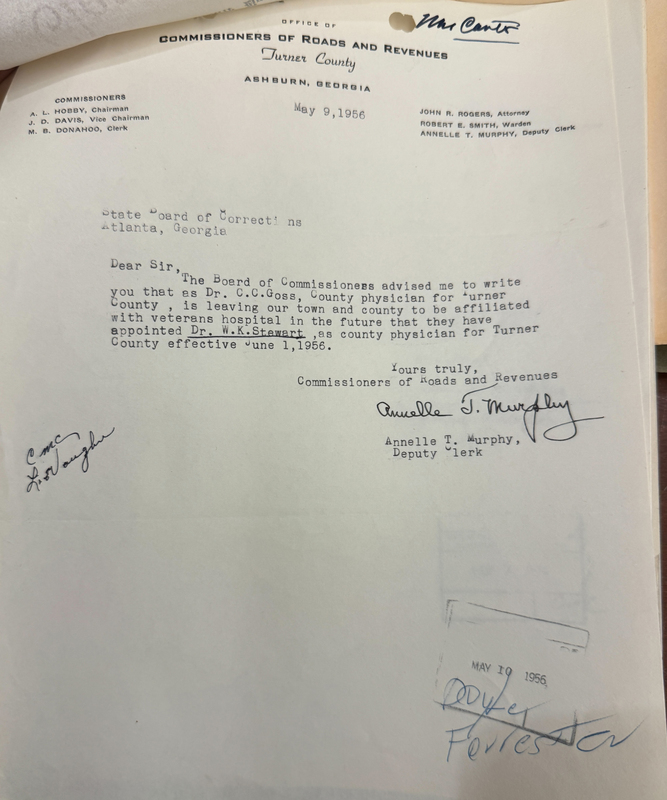 OFFICE OF
COMMISSIONERS OF ROADS AND REVENUES
Turner County
ASHBURN, GEORGIA
COMMISSIONERS
A. L. HOBBY, Chairman
J. D. DAVIS, Vice Chairman
M. B. DONAHOO, Clerk
May 9,1956
JOHN R. ROGERS, Attorney
ROBERT E. SMITH, Warden
ANNELLE T. MURPHY, Deputy Clerk
State Board of Correcti ns
Atlanta, Georgia
Dear Sir,
The Board of Commissioners advised me to write
you that as Dr. C.C.Goss, County physician for Turner
County , is leaving our town and county to be affiliated
with veterans hospital in the future that they have
appointed Dr. W.K.Stewart ,as county physician for Turner
County effective June 1,1956.
Yours truly,
Commissioners of Roads and Revenues
Annelle T. Murphy
Annelle T. Murphy,
Deputy Clerk
MAY 10 1956
Forrester